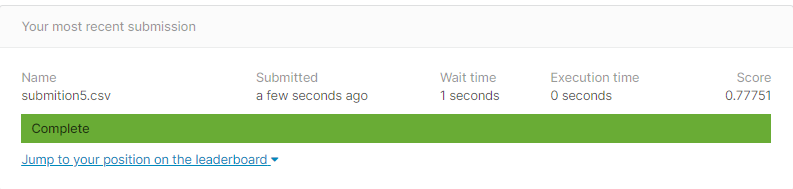 Your most recent submission
Name Submitted Wait time Execution time Score
submition5.csv a few seconds ago 1 seconds 0 seconds 0.77751
Complete
Jump to your position on the leaderboard